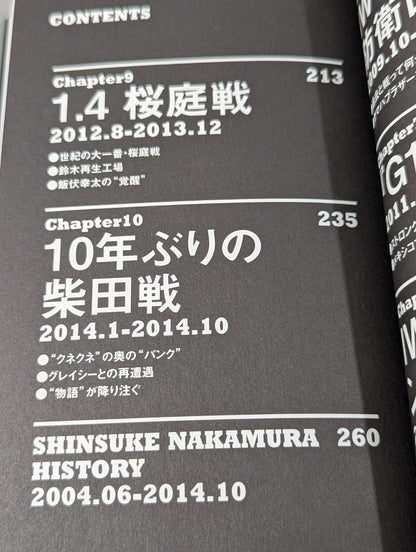 CONTENTS
Chapter9 213
1.4 桜庭戦
2012.8-2013.12
●世紀の大一番・桜庭戦
●鈴木再生工場
●飯伏幸太の“覚醒”
Chapter10 235
10年ぶりの
柴田戦
2014.1-2014.10
●“クネクネ”の奥の“パンク”
●グレイシーとの再遭遇
●“物語”が降り注ぐ
SHINSUKE NAKAMURA 260
HISTORY
2004.06-2014.10